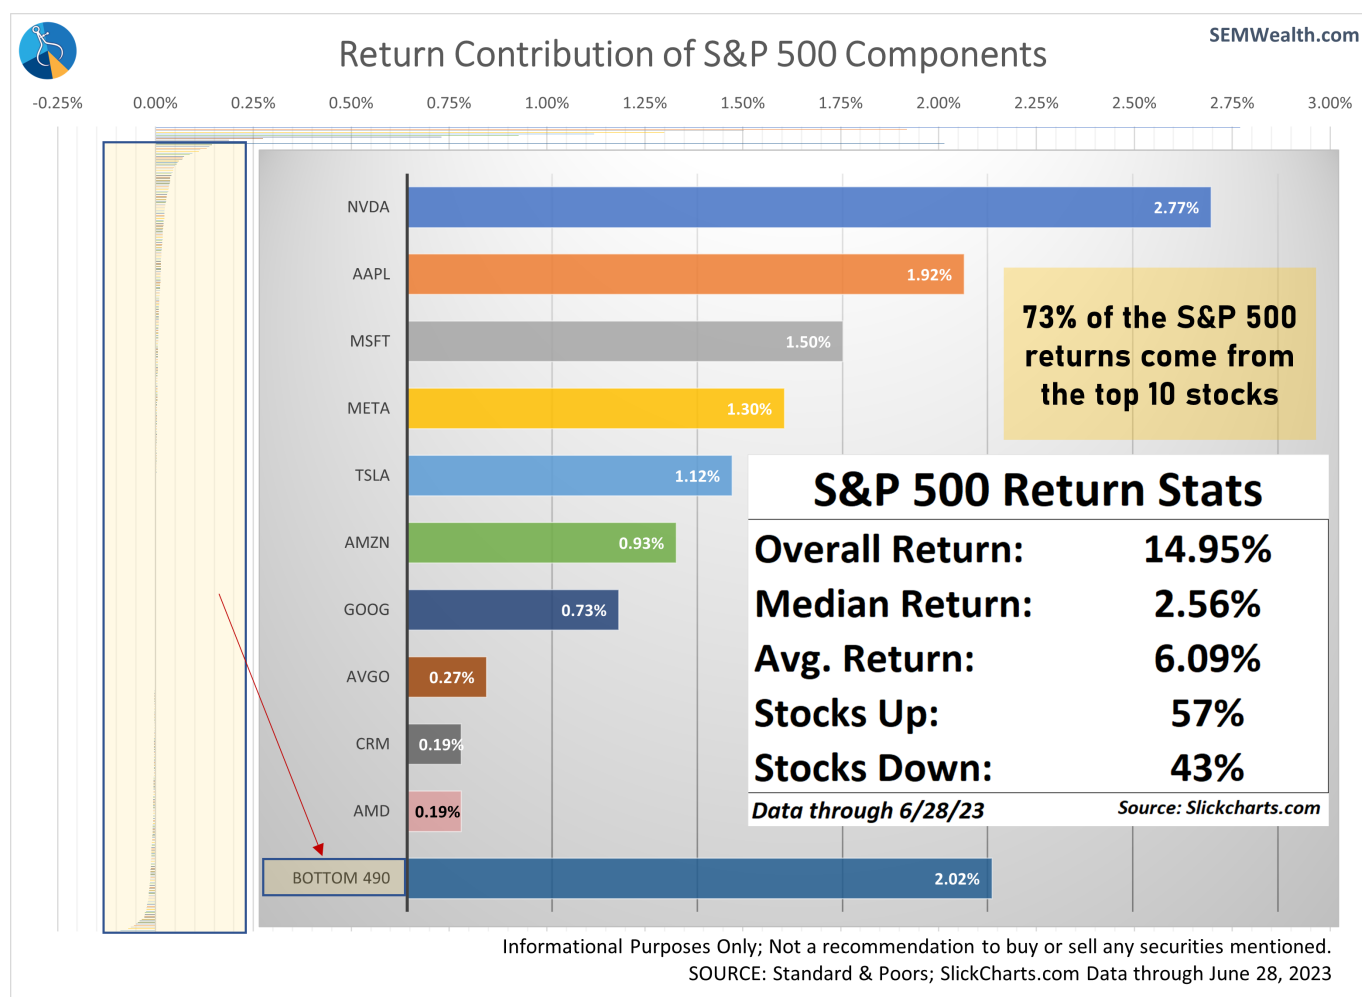 SEMWealth.com
Return Contribution of S&P 500 Components
-0.25% 0.00% 0.25% 0.50% 0.75% 1.00% 1.25% 1.50% 1.75% 2.00% 2.25% 2.50% 2.75% 3.00%
NVDA 2.77%
AAPL 1.92%
MSFT 1.50%
META 1.30%
TSLA 1.12%
AMZN 0.93%
GOOG 0.73%
AVGO 0.27%
CRM 0.19%
AMD 0.19%
BOTTOM 490 2.02%
73% of the S&P 500
returns come from
the top 10 stocks
S&P 500 Return Stats
Overall Return: 14.95%
Median Return: 2.56%
Avg. Return: 6.09%
Stocks Up: 57%
Stocks Down: 43%
Data through 6/28/23 Source: Slickcharts.com
Informational Purposes Only; Not a recommendation to buy or sell any securities mentioned.
SOURCE: Standard & Poors; SlickCharts.com Data through June 28, 2023